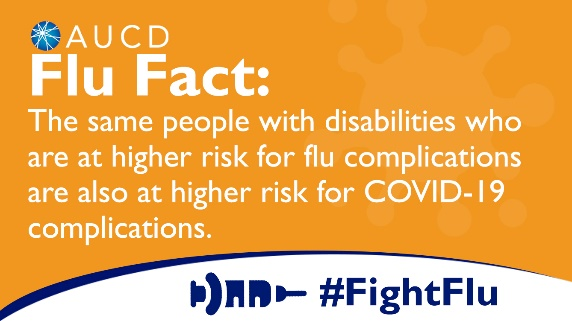 AUCD
Flu Fact:
The same people with disabilities who
are at higher risk for flu complications
are also at higher risk for COVID-19
complications.
#FightFlu